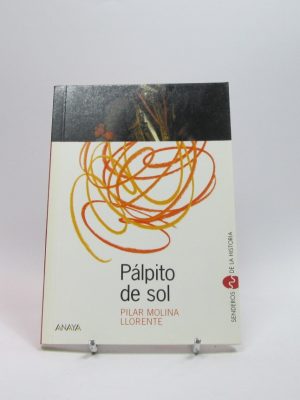 Pálpito
de sol
PILAR MOLINA
LLORENTE
ANAYA
SENDEROS DE LA HISTORIA